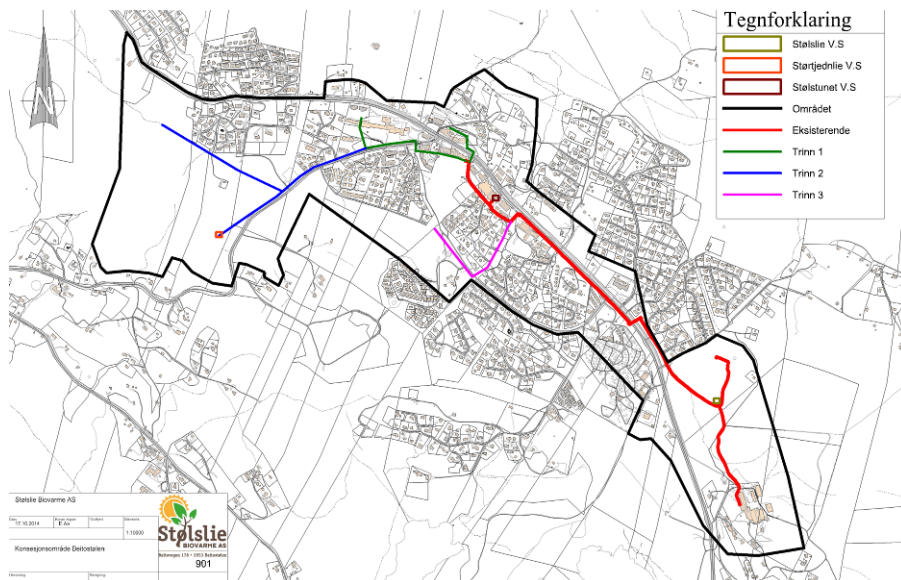 Tegnforklaring
Stølslie V.S
Størtjednlie V.S
Stølstunet V.S
Området
Eksisterende
Trinn 1
Trinn 2
Trinn 3
N
Stølslie Biovarme AS
17.10.2014
1:10000
Konsesjonsområde Beitostølen
Stølslie
BIOVARME AS
901